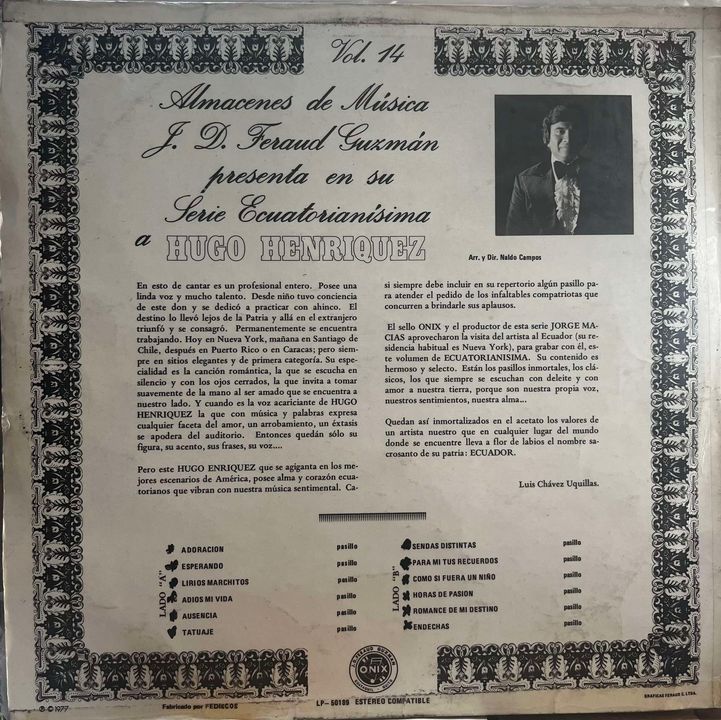 Vol. 14
Almacenes de Música
J. D. Feraud Guzmán
presenta en su
Serie Ecuatorianísima
a HUGO HENRIQUEZ
Arr. y Dir. Naldo Campos
En esto de cantar es un profesional entero. Posee una
linda voz y mucho talento. Desde niño tuvo conciencia
de este don y se dedicó a practicar con ahinco. El
destino lo llevó lejos de la Patria y allá en el extranjero
triunfó y se consagró. Permanentemente se encuentra
trabajando. Hoy en Nueva York, mañana en Santiago de
Chile, después en Puerto Rico o en Caracas; pero siem-
pre en sitios elegantes y de primera categoría. Su espe-
cialidad es la canción romántica, la que se escucha en
silencio y con los ojos cerrados, la que invita a tomar
suavemente de la mano al ser amado que se encuentra a
nuestro lado. Y cuando es la voz acariciante de HUGO
HENRIQUEZ la que con música y palabras expresa
cualquier faceta del amor, un arrobamiento, un éxtasis
se apodera del auditorio. Entonces quedán sólo su
figura, su acento, sus frases, su voz....
Pero este HUGO ENRIQUEZ que se agiganta en los me-
jores escenarios de América, posee alma y corazón ecua-
torianos que vibran con nuestra música sentimental. Ca-
si siempre debe incluir en su repertorio algún pasillo pa-
ra atender el pedido de los infaltables compatriotas que
concurren a brindarle sus aplausos.
El sello ONIX y el productor de esta serie JORGE MA-
CIAS aprovecharon la visita del artista al Ecuador (su re-
sidencia habitual es Nueva York), para grabar con él, es-
te volumen de ECUATORIANISIMA. Su contenido es
hermoso y selecto. Están los pasillos inmortales, los clá-
sicos, los que siempre se escuchan con deleite y con
amor a nuestra tierra, porque son nuestra propia voz,
nuestros sentimientos, nuestra alma...
Quedan así inmortalizados en el acetato los valores de
un artista nuestro que en cualquier lugar del mundo
donde se encuentre lleva a flor de labios el nombre sa-
crosanto de su patria: ECUADOR.
Luis Chávez Uquillas.
LADO "A"
ADORACION pasillo
ESPERANDO pasillo
LIRIOS MARCHITOS pasillo
ADIOS MI VIDA pasillo
AUSENCIA pasillo
TATUAJE pasillo
LADO "B"
SENDAS DISTINTAS pasillo
PARA MI TUS RECUERDOS pasillo
COMO SI FUERA UN NIÑO pasillo
HORAS DE PASION pasillo
ROMANCE DE MI DESTINO pasillo
ENDECHAS pasillo
ONIX
℗ © 1977
Fabricado por FEDISCOS
LP-50189 ESTEREO COMPATIBLE
GRAFICAS FERAUD C. LTDA.